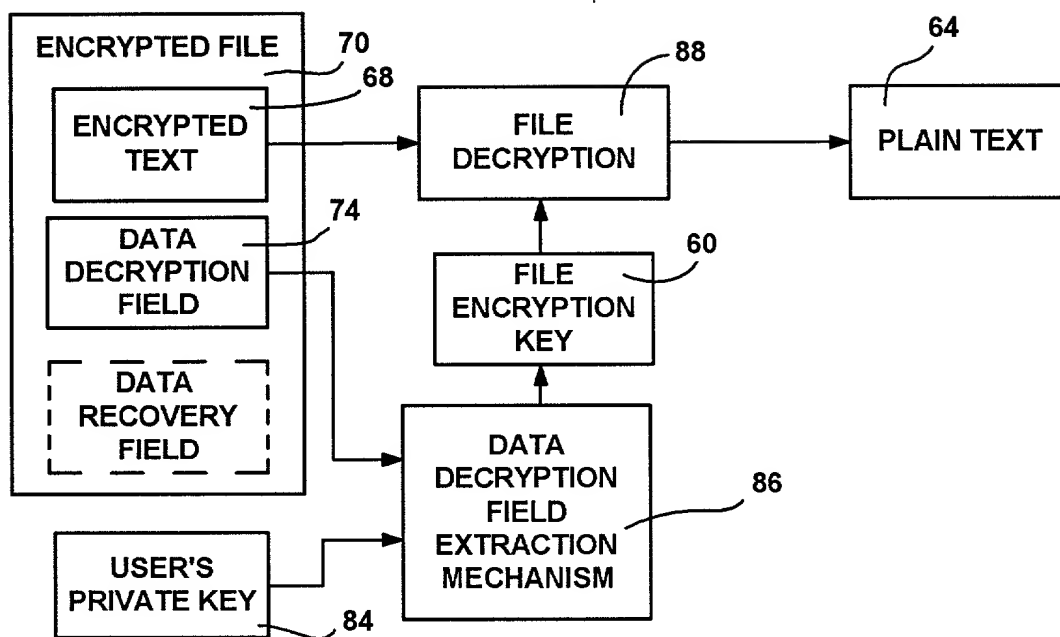 ENCRYPTED FILE
70
68
ENCRYPTED
TEXT
74
DATA
DECRYPTION
FIELD
DATA
RECOVERY
FIELD
USER'S
PRIVATE KEY
84
88
FILE
DECRYPTION
60
FILE
ENCRYPTION
KEY
DATA
DECRYPTION
FIELD
EXTRACTION
MECHANISM
86
64
PLAIN TEXT